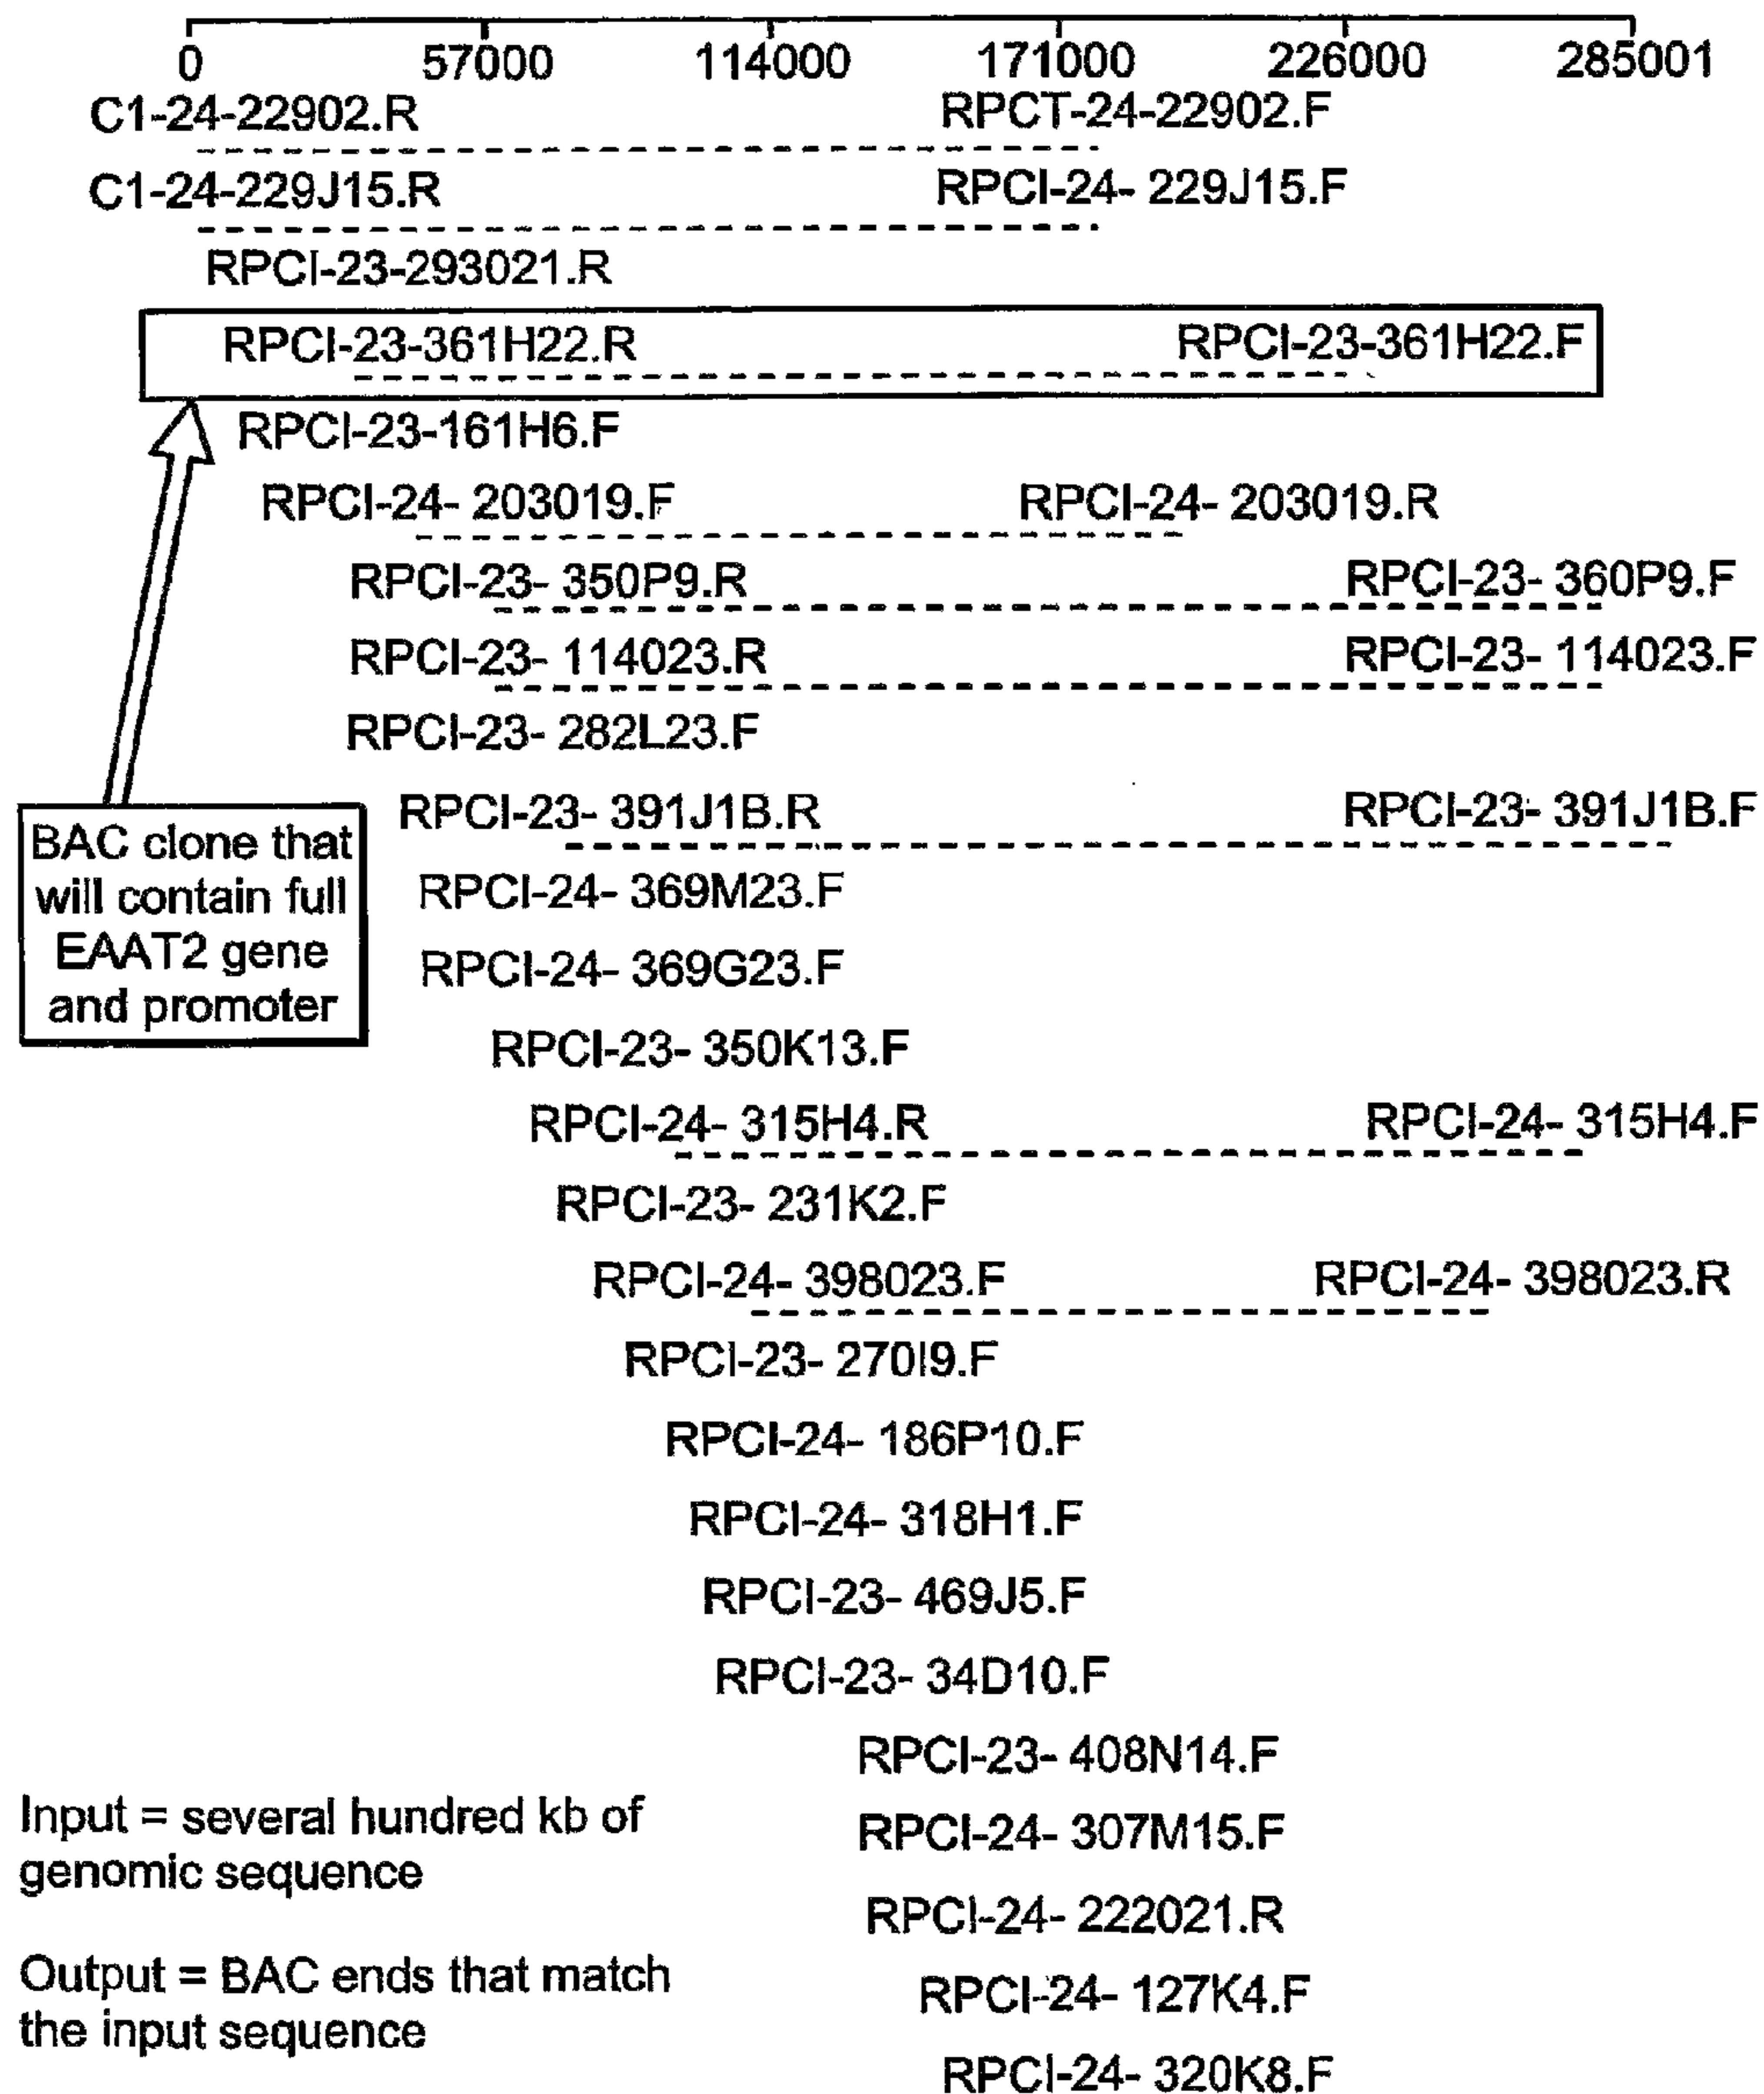 0 57000 114000 171000 226000 285001
C1-24-22902.R RPCT-24-22902.F
C1-24-229J15.R RPCI-24- 229J15.F
RPCI-23-293021.R
RPCI-23-361H22.R RPCI-23-361H22.F
RPCI-23-161H6.F
RPCI-24- 203019.F RPCI-24- 203019.R
RPCI-23- 350P9.R RPCI-23- 360P9.F
RPCI-23- 114023.R RPCI-23- 114023.F
RPCI-23- 282L23.F
RPCI-23- 391J1B.R RPCI-23- 391J1B.F
BAC clone that
will contain full
EAAT2 gene
and promoter
RPCI-24- 369M23.F
RPCI-24- 369G23.F
RPCI-23- 350K13.F
RPCI-24- 315H4.R RPCI-24- 315H4.F
RPCI-23- 231K2.F
RPCI-24- 398023.F RPCI-24- 398023.R
RPCI-23- 270I9.F
RPCI-24- 186P10.F
RPCI-24- 318H1.F
RPCI-23- 469J5.F
RPCI-23- 34D10.F
RPCI-23- 408N14.F
RPCI-24- 307M15.F
RPCI-24- 222021.R
RPCI-24- 127K4.F
RPCI-24- 320K8.F
Input = several hundred kb of
genomic sequence
Output = BAC ends that match
the input sequence